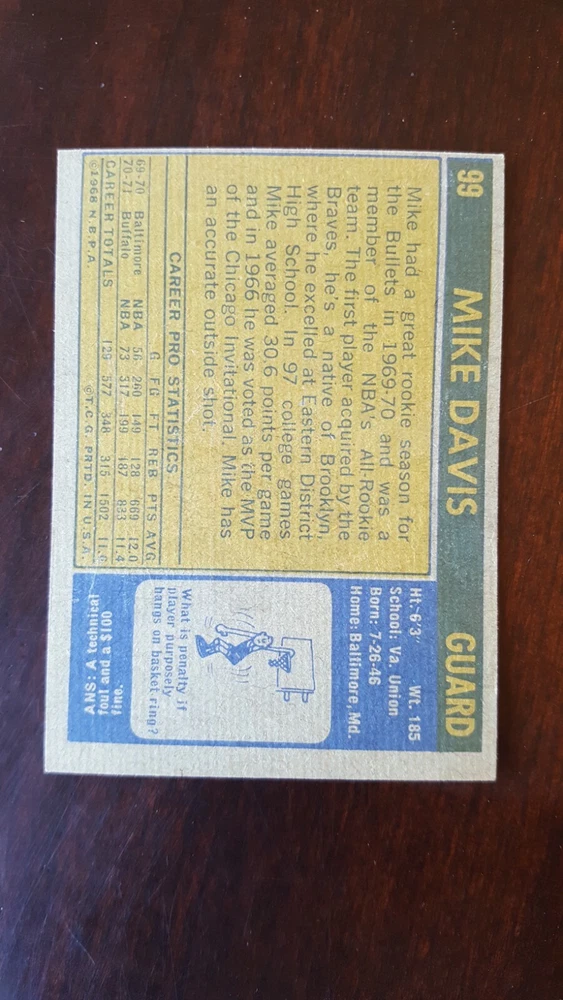 99 MIKE DAVIS GUARD
Mike had a great rookie season for
the Bullets in 1969-70 and was a
member of the NBA's All-Rookie
team. The first player acquired by the
Braves, he's a native of Brooklyn,
where he excelled at Eastern District
High School. In 97 college games
Mike averaged 30.6 points per game
and in 1966 he was voted as the MVP
of the Chicago Invitational. Mike has
an accurate outside shot.
CAREER PRO STATISTICS
G FG FT REB PTS AVG
69-70 Baltimore NBA 56 260 149 128 669 12.0
70-71 Buffalo NBA 73 317 199 187 833 11.4
CAREER TOTALS 129 577 348 315 1502 11.6
©1968 N.B.P.A. ©T.C.G. PRTD. IN U.S.A.
Ht: 6'3" Wt. 185
School: Va. Union
Born: 7-26-46
Home: Baltimore, Md.
What is penalty if
player purposely
hangs on basket ring?
ANS: A technical
foul and a $100
fine.